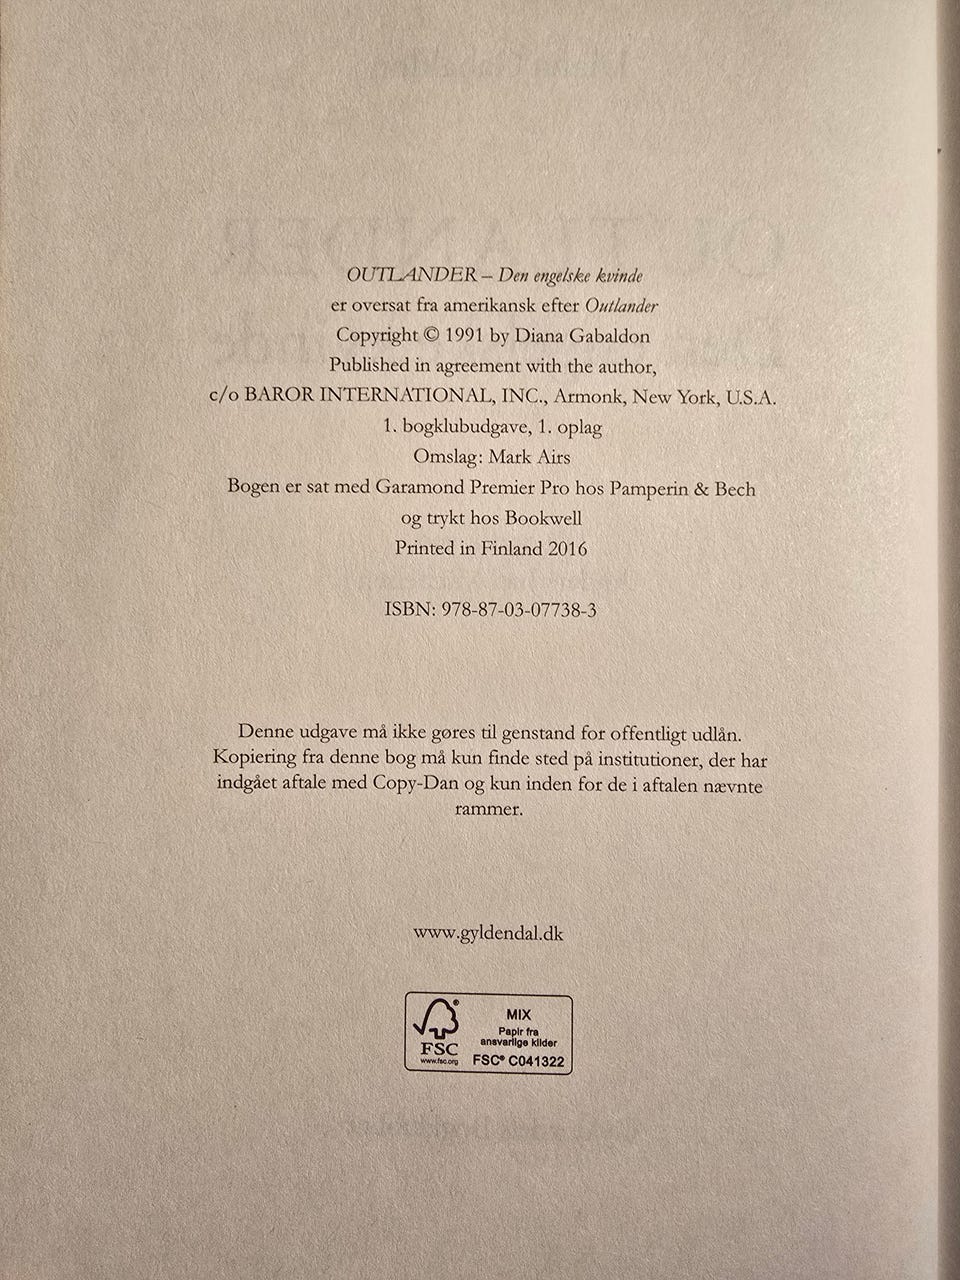 OUTLANDER – Den engelske kvinde
er oversat fra amerikansk efter Outlander
Copyright © 1991 by Diana Gabaldon
Published in agreement with the author,
c/o BAROR INTERNATIONAL, INC., Armonk, New York, U.S.A.
1. bogklubudgave, 1. oplag
Omslag: Mark Airs
Bogen er sat med Garamond Premier Pro hos Pamperin & Bech
og trykt hos Bookwell
Printed in Finland 2016
ISBN: 978-87-03-07738-3
Denne udgave må ikke gøres til genstand for offentligt udlån.
Kopiering fra denne bog må kun finde sted på institutioner, der har
indgået aftale med Copy-Dan og kun inden for de i aftalen nævnte
rammer.
www.gyldendal.dk
FSC®
www.fsc.org
MIX
Papir fra
ansvarlige kilder
FSC® C041322